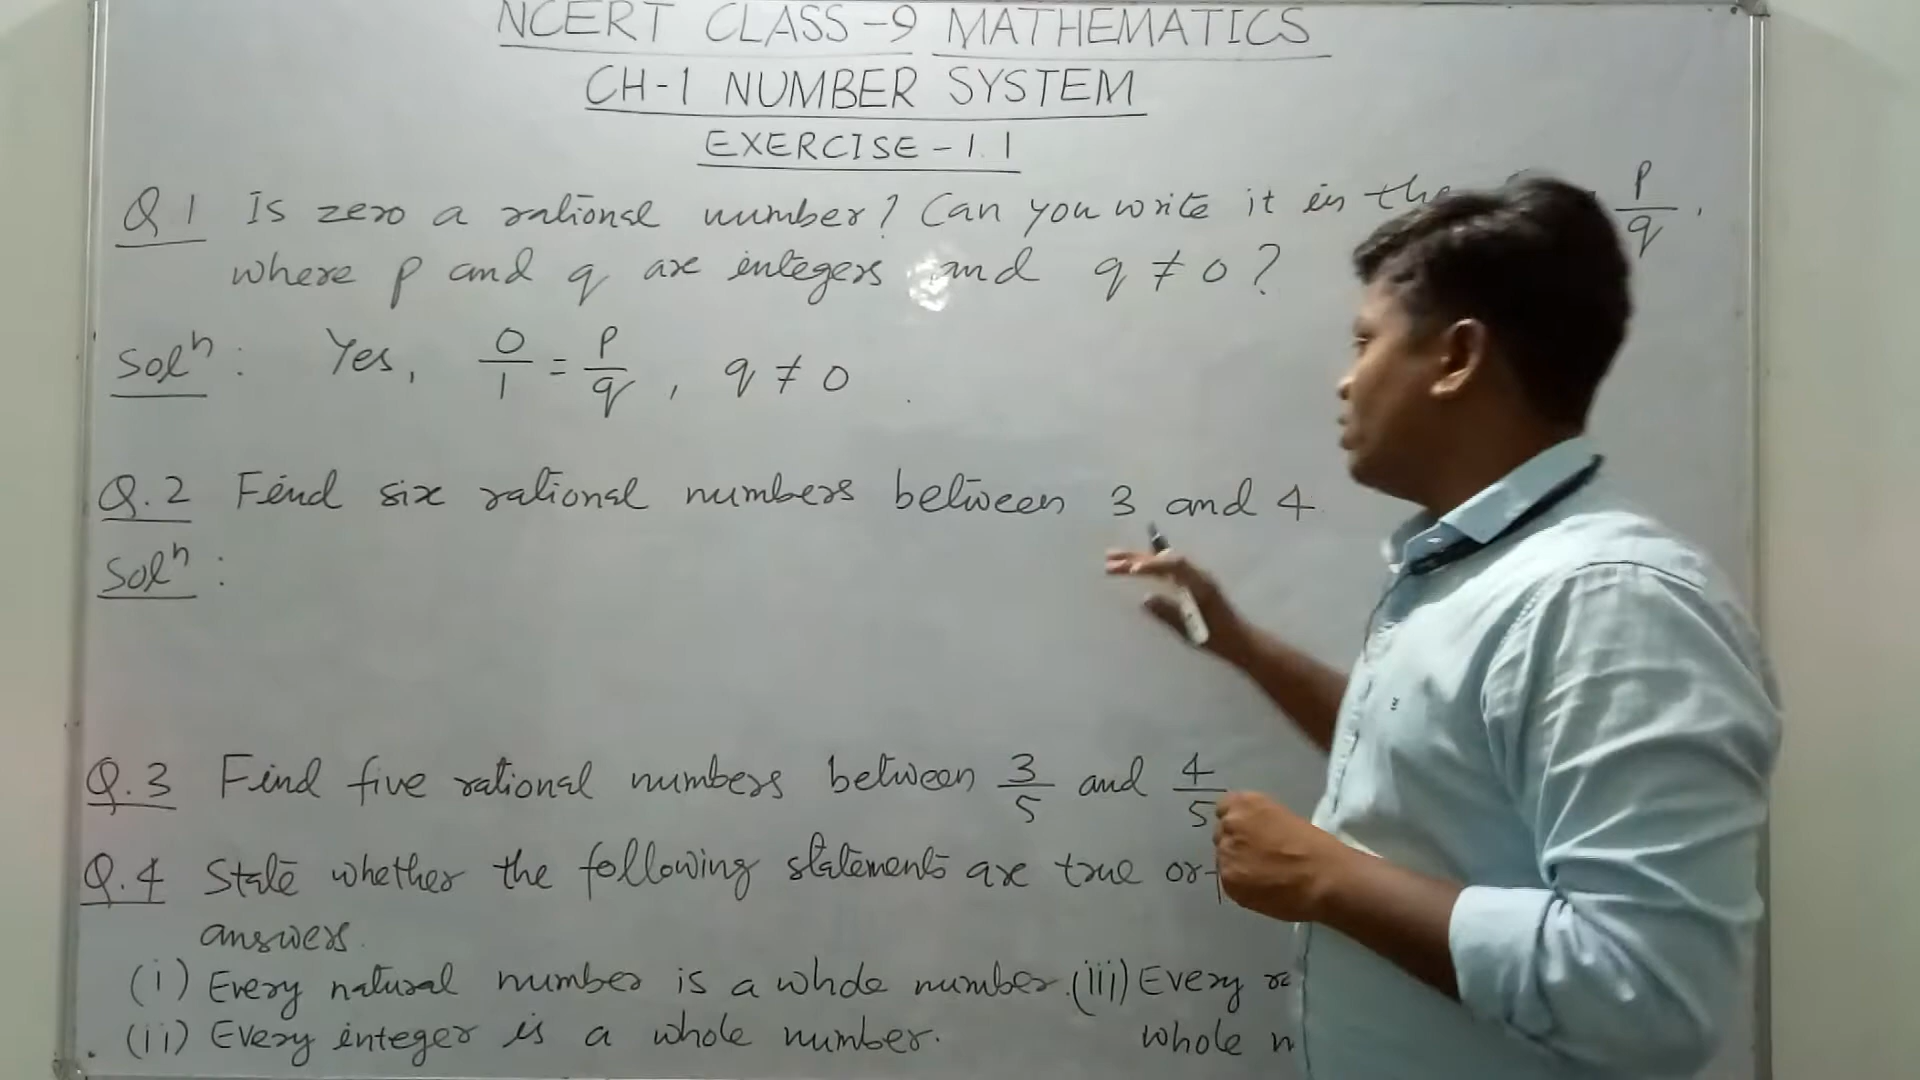 NCERT CLASS-9 MATHEMATICS
CH-1 NUMBER SYSTEM
EXERCISE-1.1
Q1 Is zero a rational number? Can you write it in the p/q,
where p and q are integers and q ≠ 0?
Solⁿ: Yes, 0/1 = p/q, q ≠ 0.
Q.2 Find six rational numbers between 3 and 4
Solⁿ:
Q.3 Find five rational numbers between 3/5 and 4/5
Q.4 State whether the following statements are true or
answers.
(i) Every natural number is a whole number. (iii) Every
(ii) Every integer is a whole number. whole